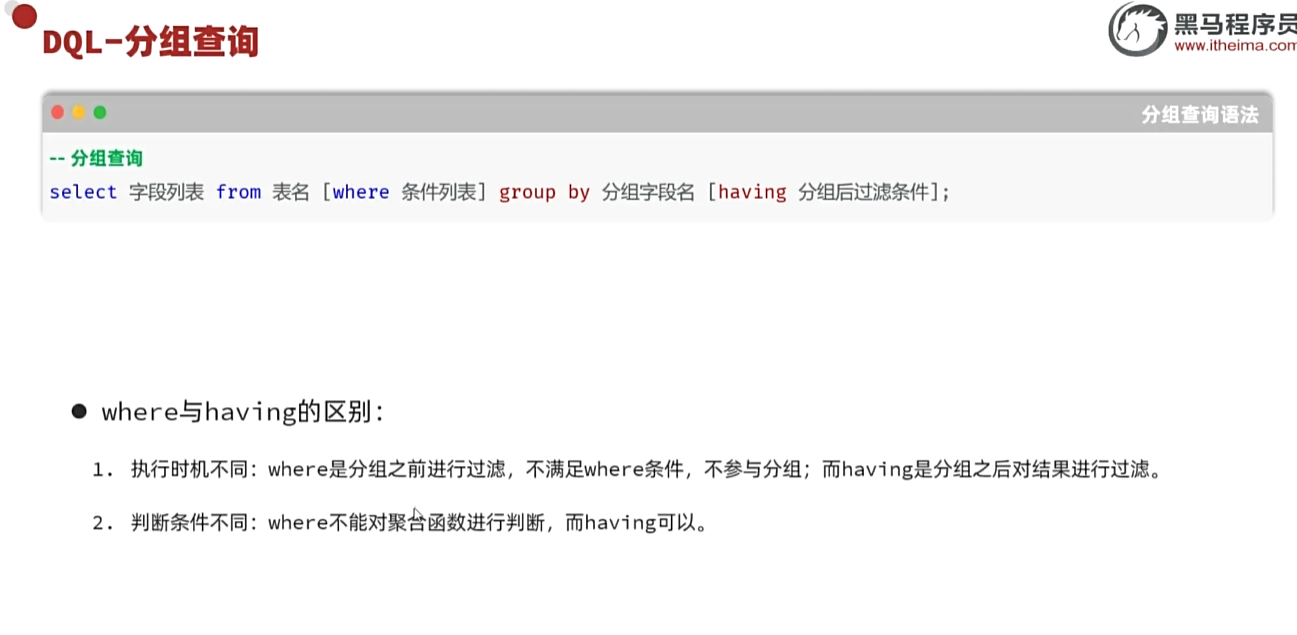 DQL-分组查询
黑马程序员
www.itheima.com
分组查询语法
-- 分组查询
select 字段列表 from 表名 [where 条件列表] group by 分组字段名 [having 分组后过滤条件];
where与having的区别：
1. 执行时机不同：where是分组之前进行过滤，不满足where条件，不参与分组；而having是分组之后对结果进行过滤。
2. 判断条件不同：where不能对聚合函数进行判断，而having可以。